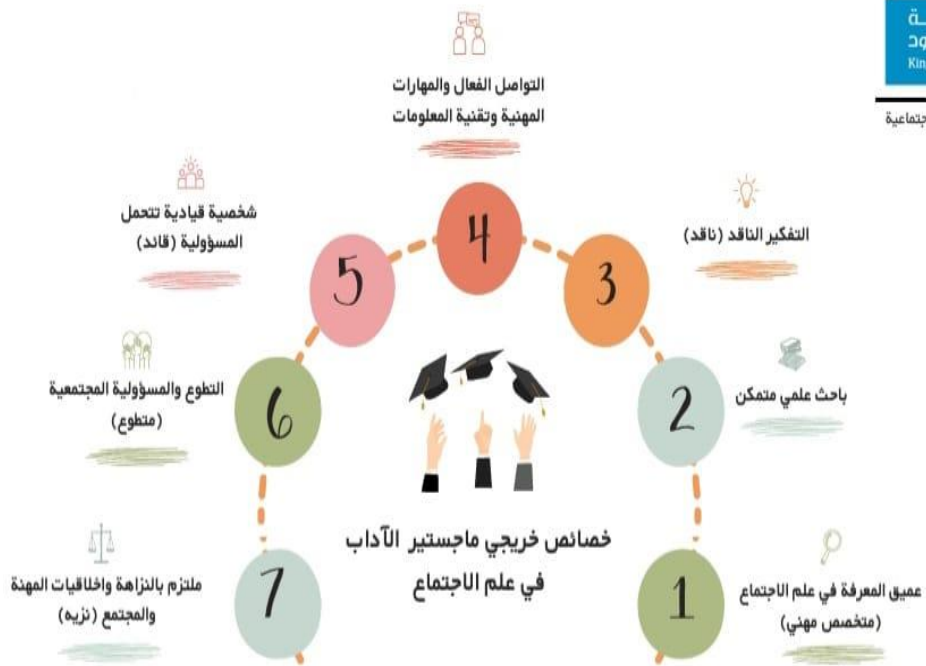 Kin
التواصل الفعال والمهارات
المهنية وتقنية المعلومات
4
شخصية قيادية تتحمل
المسؤولية (قائد)
5
التفكير الناقد (ناقد)
3
التطوع والمسؤولية المجتمعية
(متطوع)
6
باحث علمي متمكن
2
خصائص خريجي ماجستير الآداب
في علم الاجتماع
ملتزم بالنزاهة واخلاقيات المهنة
والمجتمع (نزيه)
7
عميق المعرفة في علم الاجتماع
(متخصص مهني)
1